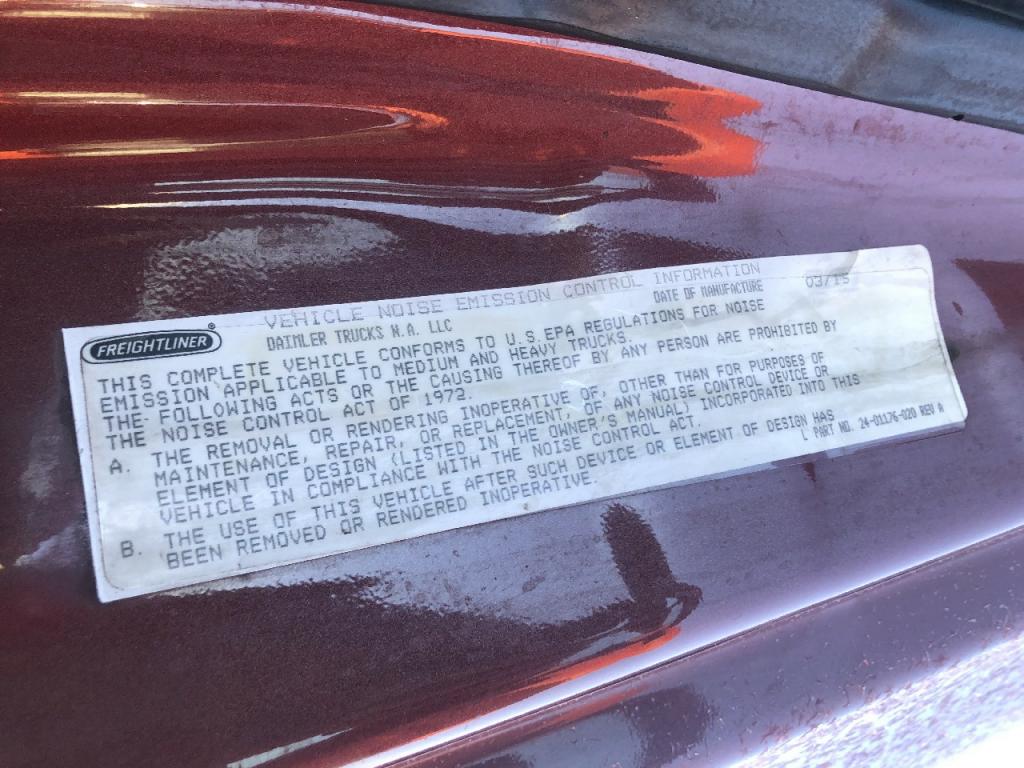 VEHICLE NOISE EMISSION CONTROL INFORMATION
FREIGHTLINER® DAIMLER TRUCKS N.A. LLC DATE OF MANUFACTURE 03/15
THIS COMPLETE VEHICLE CONFORMS TO U.S.EPA REGULATIONS FOR NOISE
EMISSION APPLICABLE TO MEDIUM AND HEAVY TRUCKS.
THE FOLLOWING ACTS OR THE CAUSING THEREOF BY ANY PERSON ARE PROHIBITED BY
THE NOISE CONTROL ACT OF 1972.
A. THE REMOVAL OR RENDERING INOPERATIVE OF, OTHER THAN FOR PURPOSES OF
MAINTENANCE, REPAIR, OR REPLACEMENT, OF ANY NOISE CONTROL DEVICE OR
ELEMENT OF DESIGN (LISTED IN THE OWNER'S MANUAL) INCORPORATED INTO THIS
VEHICLE IN COMPLIANCE WITH THE NOISE CONTROL ACT.
B. THE USE OF THIS VEHICLE AFTER SUCH DEVICE OR ELEMENT OF DESIGN HAS
BEEN REMOVED OR RENDERED INOPERATIVE.
L PART NO. 24-01176-020 REV A